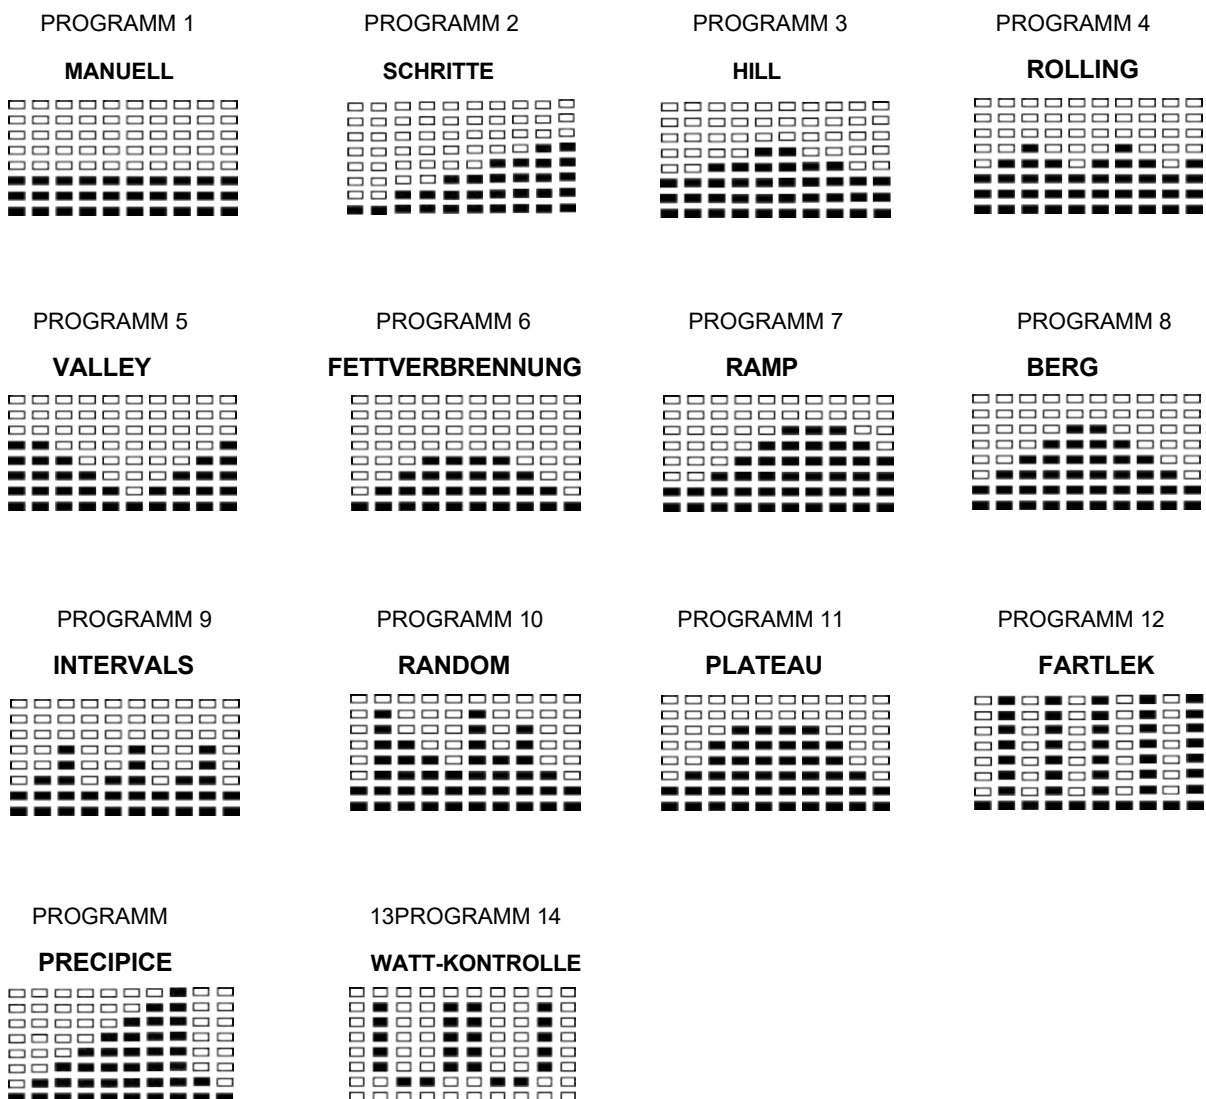 PROGRAMM 1 PROGRAMM 2 PROGRAMM 3 PROGRAMM 4
MANUELL SCHRITTE HILL ROLLING
PROGRAMM 5 PROGRAMM 6 PROGRAMM 7 PROGRAMM 8
VALLEY FETTVERBRENNUNG RAMP BERG
PROGRAMM 9 PROGRAMM 10 PROGRAMM 11 PROGRAMM 12
INTERVALS RANDOM PLATEAU FARTLEK
PROGRAMM 13PROGRAMM 14
PRECIPICE WATT-KONTROLLE